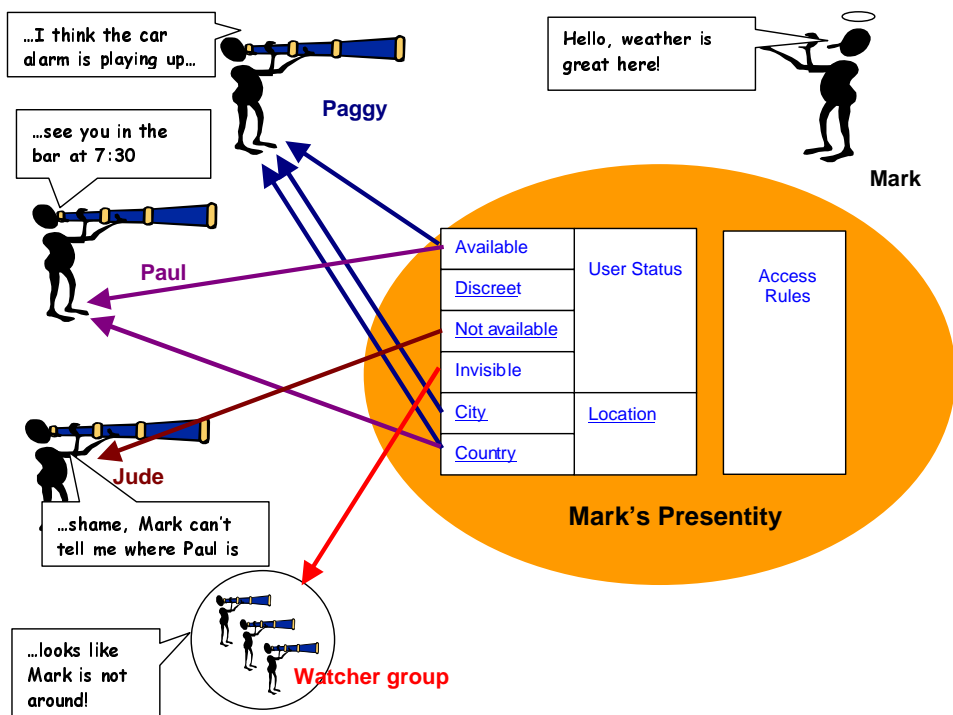 …I think the car
alarm is playing up…
Hello, weather is
great here!
Paggy
…see you in the
bar at 7:30
Mark
Paul
Available
User Status
Access
Rules
Discreet
Not available
Invisible
City
Location
Country
Jude
Mark's Presentity
…shame, Mark can't
tell me where Paul is
…looks like
Mark is not
around!
Watcher group